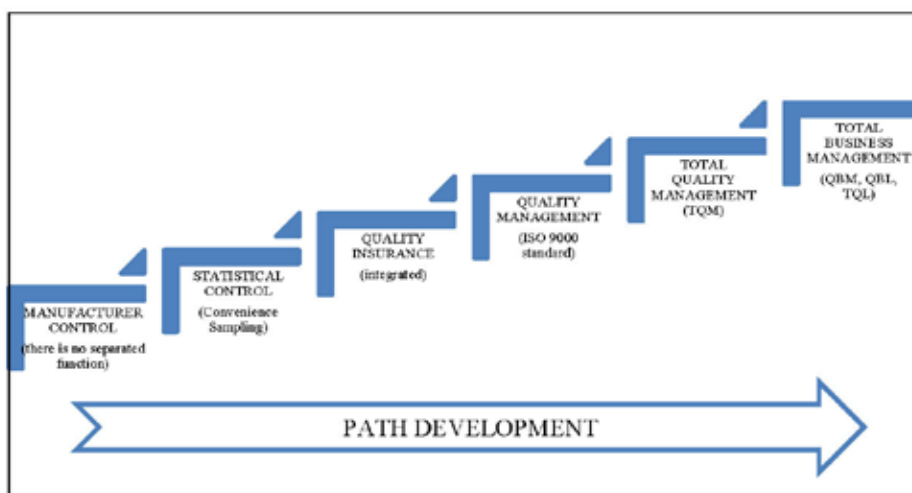 MANUFACTURER
CONTROL
(there is no separated
function)
STATISTICAL
CONTROL
(Convenience
Sampling)
QUALITY
INSURANCE
(integrated)
QUALITY
MANAGEMENT
(ISO 9000
standard)
TOTAL
QUALITY
MANAGEMENT
(TQM)
TOTAL
BUSINESS
MANAGEMENT
(QBM, QBL,
TQL)
PATH DEVELOPMENT